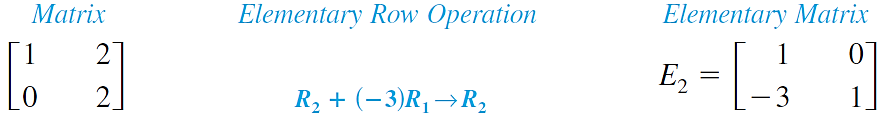 Matrix Elementary Row Operation Elementary Matrix
[1 2] E₂ = [1 0]
[0 2] R₂ + (−3)R₁→R₂ [−3 1]